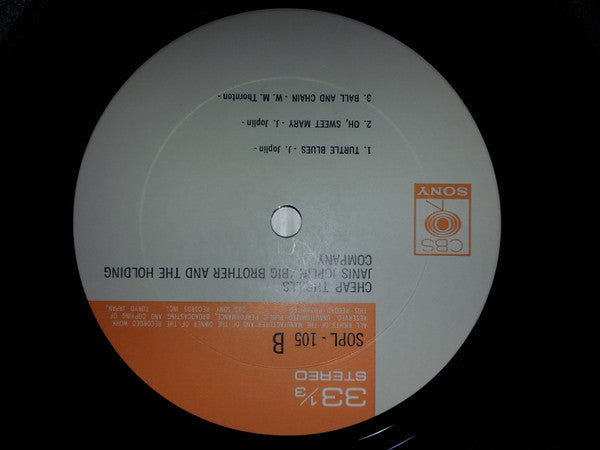 33 1/3
STEREO
SOPL - 105 B
ALL RIGHTS OF THE MANUFACTURER AND OF THE OWNER OF THE RECORDED WORK
RESERVED. UNAUTHORIZED PUBLIC PERFORMANCE, BROADCASTING AND COPYING OF
THIS RECORD PROHIBITED. CBS/SONY RECORDS INC. TOKYO JAPAN.
CHEAP THRILLS
JANIS JOPLIN/BIG BROTHER AND THE HOLDING
COMPANY
CBS
SONY
1. TURTLE BLUES - J. Joplin -
2. OH, SWEET MARY - J. Joplin -
3. BALL AND CHAIN - W. M. Thornton -